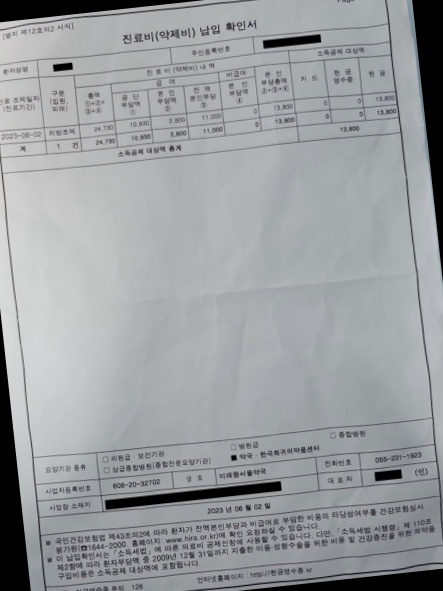 [별지 제12호의2 서식]
진료비(약제비) 납입 확인서
환자성명
주민등록번호
진료비 (약제비) 내역
소득공제 대상액
진료 조제일자
(진료기간)
구분
(입원,
외래)
총액
①+②+
③+④
급여
비급여
공단
부담액
①
본인
부담액
②
전액
본인부담
③
본인
부담액
④
본인
부담총액
(②+③+④)
카드
현금
영수증
현금
2023-06-02 처방조제 24,730 10,930 2,800 11,000 0 13,800 0 0 13,800
계 1 건 24,730 10,930 2,800 11,000 0 13,800 0 0 13,800
소득공제 대상액 총계 13,800
요양기관 종류
□ 의원급·보건기관 □ 병원급 □ 종합병원
□ 상급종합병원(종합전문요양기관) ■ 약국·한국희귀의약품센터
사업자등록번호 608-20-32702 상호 미래팜서울약국 전화번호 055-231-1923
사업장 소재지 대표자 (인)
2023 년 06 월 02 일
■ 국민건강보험법 제43조의2에 따라 환자가 전액본인부담과 비급여로 부담한 비용의 타당성여부를 건강보험심사
평가원(☎1644-2000, 홈페이지: www.hira.or.kr)에 확인 요청하실 수 있습니다.
■ 이 납입확인서는 「소득세법」에 따른 의료비 공제신청에 사용할 수 있습니다. 다만, 「소득세법 시행령」 제 110조
제2항에 따라 2009년 12월 31일까지 지출한 미용·성형수술을 위한 비용 및 건강증진을 위한 의약품
구입비용은 소득공제 대상액에 포함됩니다.
126
인터넷홈페이지 : http://현금영수증.kr